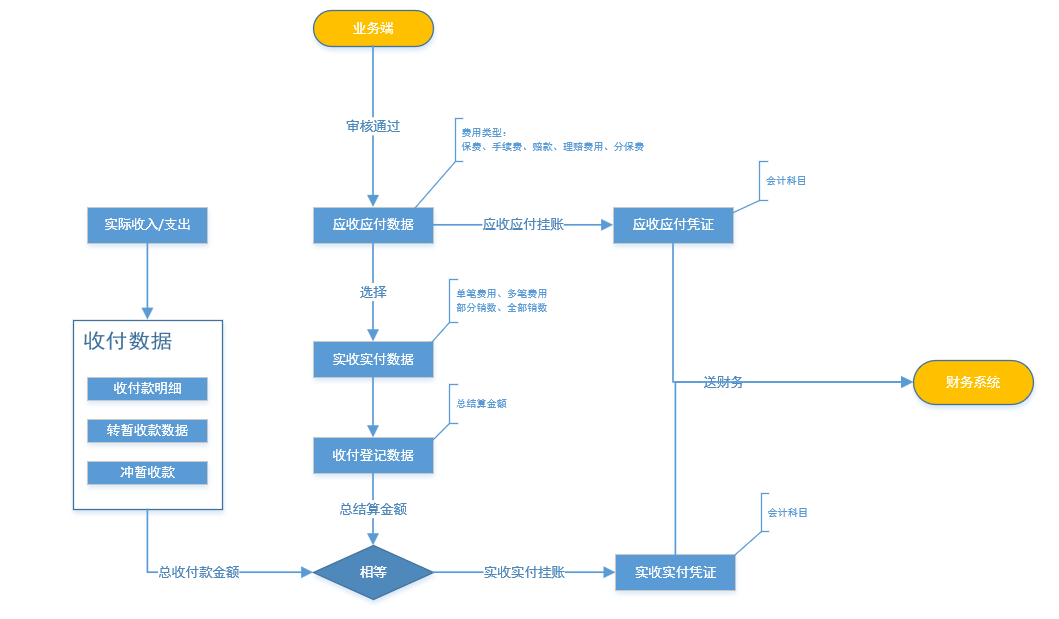 业务端
审核通过
费用类型：
保费、手续费、赔款、理赔费用、分保费
会计科目
实际收入/支出
应收应付数据
应收应付挂账
应收应付凭证
选择
单笔费用、多笔费用
部分销数、全部销数
收付数据
实收实付数据
收付款明细
送财务
财务系统
总结算金额
转暂收款数据
收付登记数据
冲暂收款
总结算金额
会计科目
总收付款金额
相等
实收实付挂账
实收实付凭证